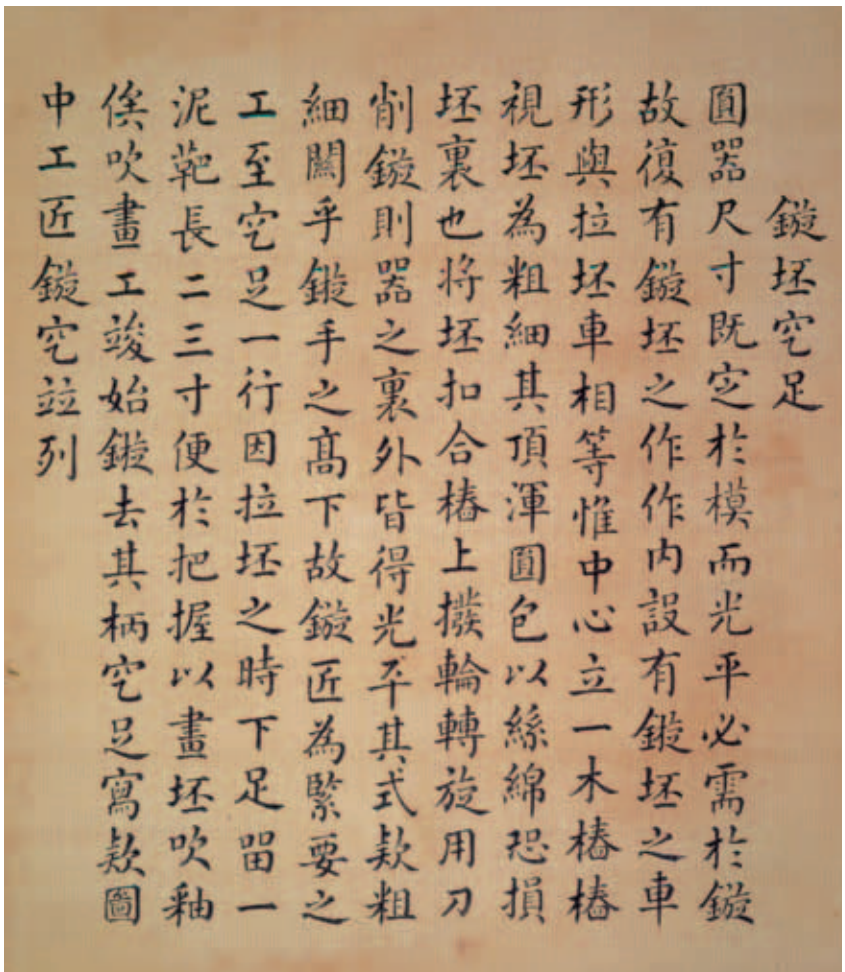 鏇坯窊足
圓器尺寸既定於模而光平必需於鏇
故復有鏇坯之作作内設有鏇坯之車
形與拉坯車相等惟中心立一木樁樁
視坯為粗細其頂渾圓包以絲綿恐損
坯裏也將坯扣合樁上撥輪轉旋用刀
削鏇則器之裏外皆得光平其式款粗
細關乎鏇手之高下故鏇匠為緊要之
工至窊足一行因拉坯之時下足留一
泥靶長二三寸便於把握以畫坯吹釉
俟吹畫工竣始鏇去其柄窊足寫款圖
中工匠鏇窊竝列